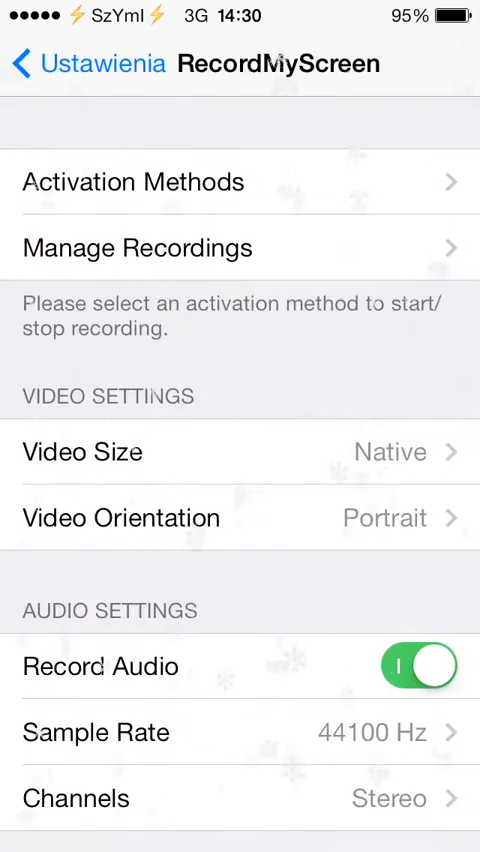 ⚡ SzYmI ⚡ 3G 14:30 95%
Ustawienia RecordMyScreen
Activation Methods
Manage Recordings
Please select an activation method to start/
stop recording.
VIDEO SETTINGS
Video Size Native
Video Orientation Portrait
AUDIO SETTINGS
Record Audio
Sample Rate 44100 Hz
Channels Stereo